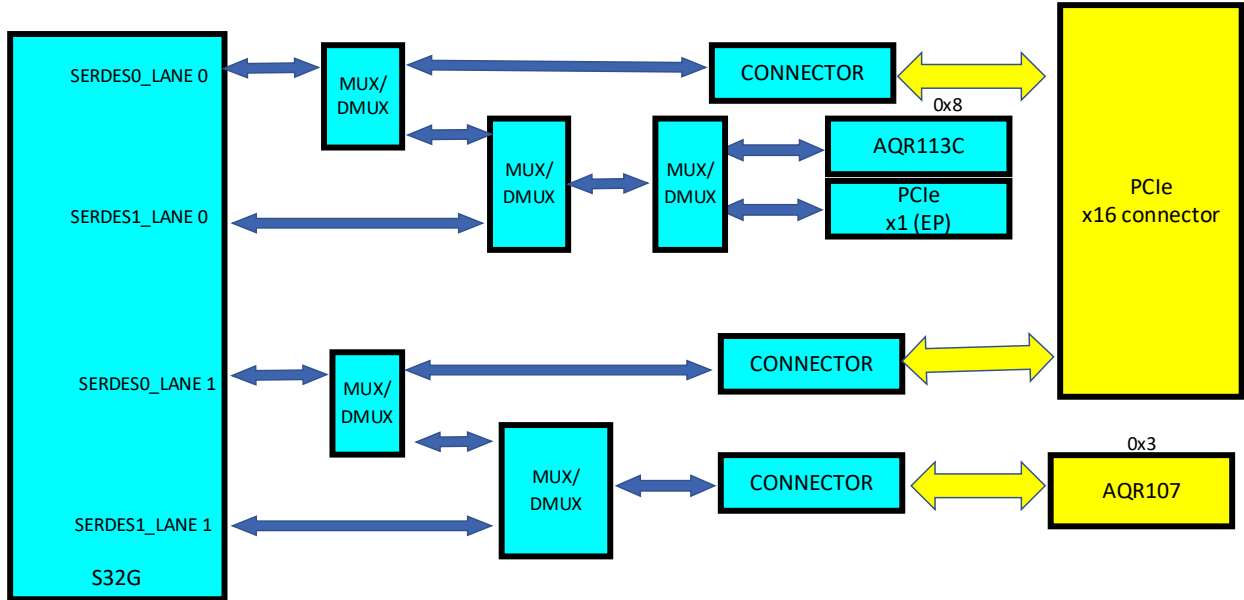 SERDES0_LANE 0
MUX/
DMUX
CONNECTOR
0x8
AQR113C
MUX/
DMUX
MUX/
DMUX
PCIe
x1 (EP)
PCIe
x16 connector
SERDES1_LANE 0
SERDES0_LANE 1
MUX/
DMUX
CONNECTOR
MUX/
DMUX
CONNECTOR
0x3
AQR107
SERDES1_LANE 1
S32G